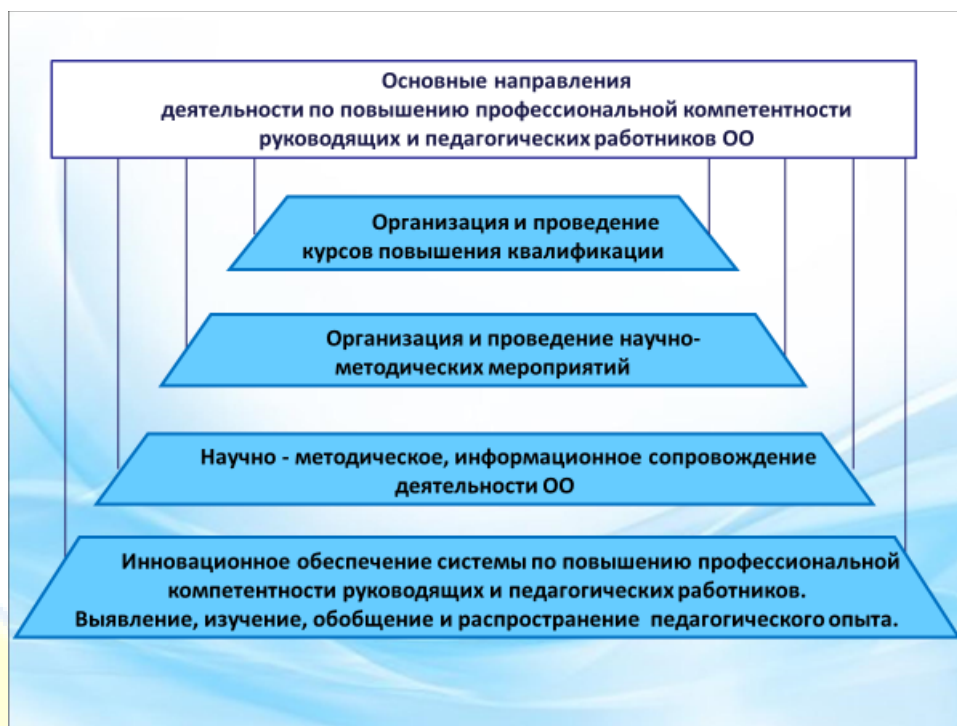 Основные направления
деятельности по повышению профессиональной компетентности
руководящих и педагогических работников ОО
Организация и проведение
курсов повышения квалификации
Организация и проведение научно-
методических мероприятий
Научно - методическое, информационное сопровождение
деятельности ОО
Инновационное обеспечение системы по повышению профессиональной
компетентности руководящих и педагогических работников.
Выявление, изучение, обобщение и распространение педагогического опыта.